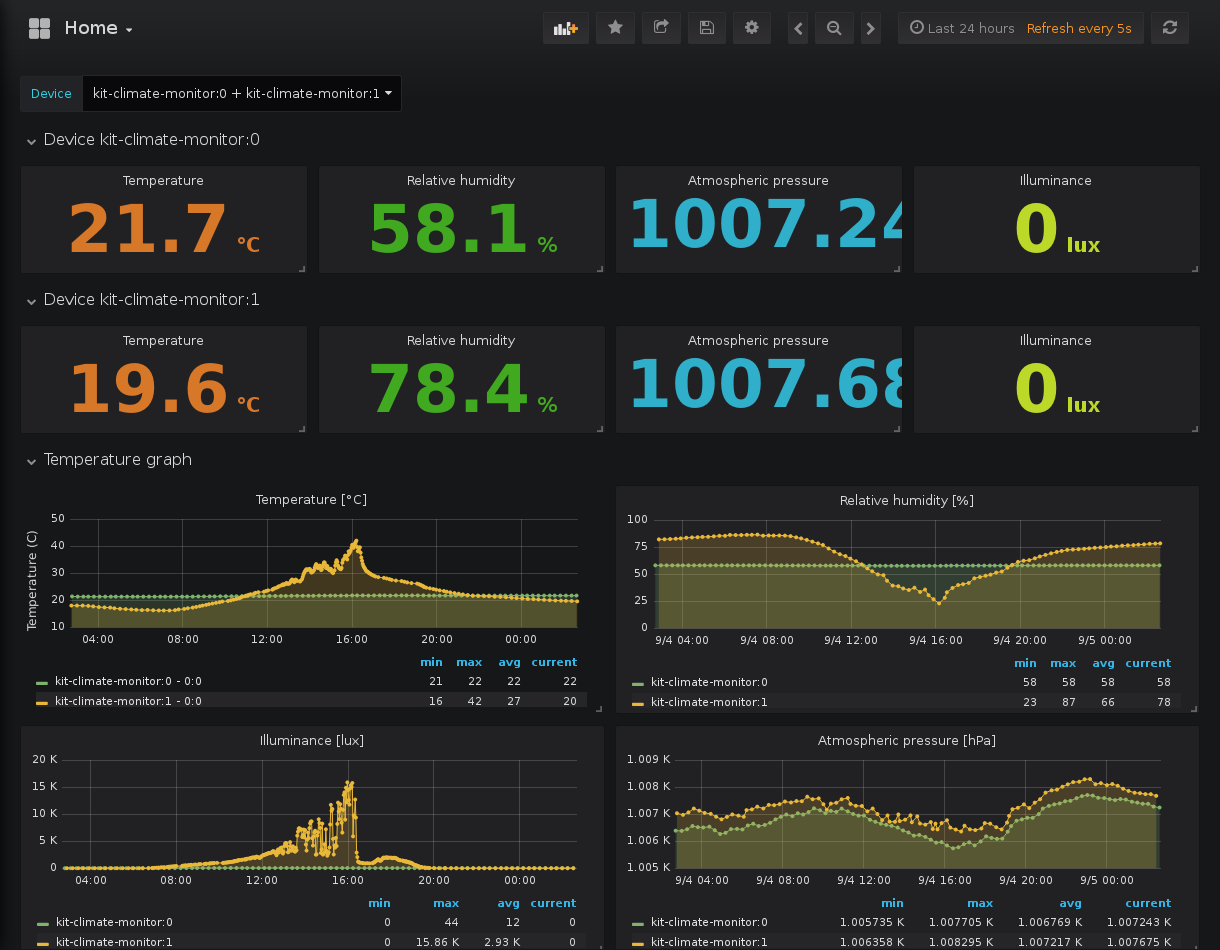 Home
Last 24 hours Refresh every 5s
Device kit-climate-monitor:0 + kit-climate-monitor:1
Device kit-climate-monitor:0
Temperature Relative humidity Atmospheric pressure Illuminance
21.7 °C 58.1 % 1007.24 0 lux
Device kit-climate-monitor:1
Temperature Relative humidity Atmospheric pressure Illuminance
19.6 °C 78.4 % 1007.68 0 lux
Temperature graph
Temperature [°C]
Temperature (C)
50
40
30
20
10
04:00 08:00 12:00 16:00 20:00 00:00
min max avg current
kit-climate-monitor:0 - 0:0 21 22 22 22
kit-climate-monitor:1 - 0:0 16 42 27 20
Relative humidity [%]
100
75
50
25
0
9/4 04:00 9/4 08:00 9/4 12:00 9/4 16:00 9/4 20:00 9/5 00:00
min max avg current
kit-climate-monitor:0 58 58 58 58
kit-climate-monitor:1 23 87 66 78
Illuminance [lux]
20 K
15 K
10 K
5 K
0
04:00 08:00 12:00 16:00 20:00 00:00
min max avg current
kit-climate-monitor:0 0 44 12 0
kit-climate-monitor:1 0 15.86 K 2.93 K 0
Atmospheric pressure [hPa]
1.009 K
1.008 K
1.007 K
1.006 K
1.005 K
9/4 04:00 9/4 08:00 9/4 12:00 9/4 16:00 9/4 20:00 9/5 00:00
min max avg current
kit-climate-monitor:0 1.005735 K 1.007705 K 1.006769 K 1.007243 K
kit-climate-monitor:1 1.006358 K 1.008295 K 1.007217 K 1.007675 K